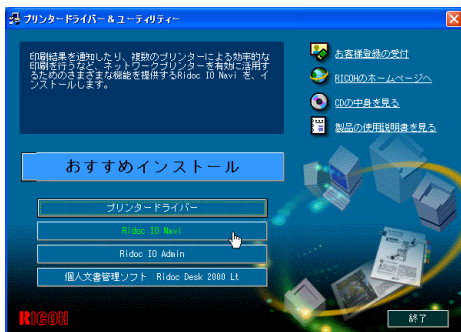 プリンタードライバー＆ユーティリティー
印刷結果を通知したり、複数のプリンターによる効率的な
印刷を行うなど、ネットワークプリンターを有効に活用す
るためのさまざまな機能を提供するRidoc IO Navi を、イ
ンストールします。
お客様登録の受付
RICOHのホームページへ
CDの中身を見る
製品の使用説明書を見る
おすすめインストール
プリンタードライバー
Ridoc IO Navi
Ridoc IO Admin
個人文書管理ソフト Ridoc Desk 2000 Lt
RICOH
終了